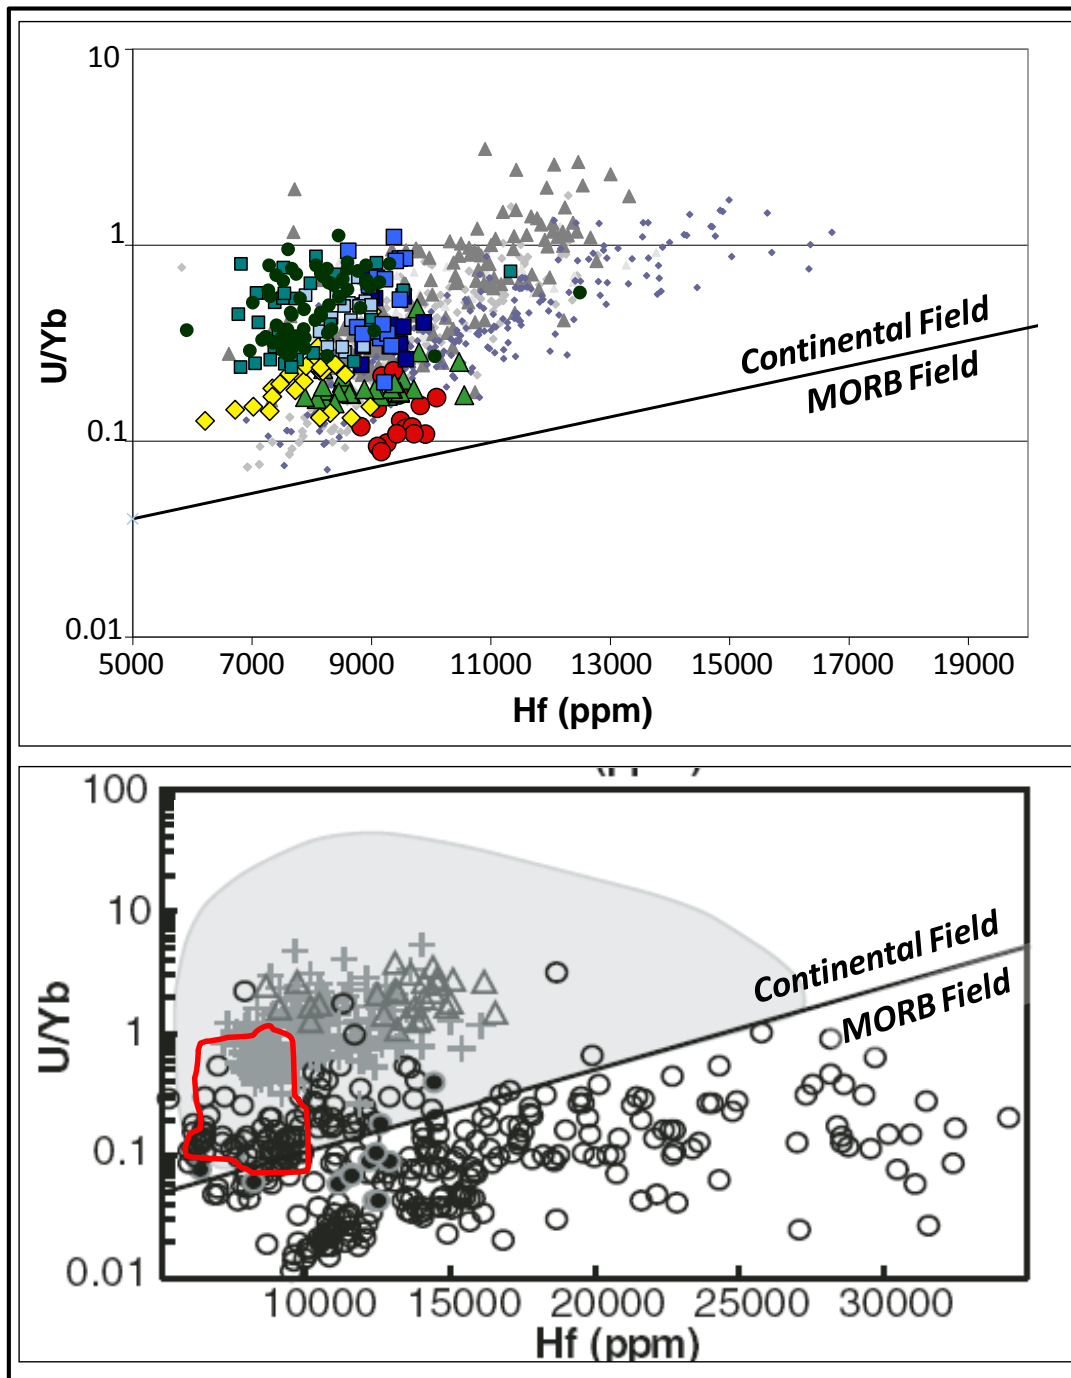 10
1
0.1
0.01
U/Yb
Continental Field
MORB Field
5000 7000 9000 11000 13000 15000 17000 19000
Hf (ppm)
100
10
1
0.1
0.01
U/Yb
Continental Field
MORB Field
10000 15000 20000 25000 30000
Hf (ppm)